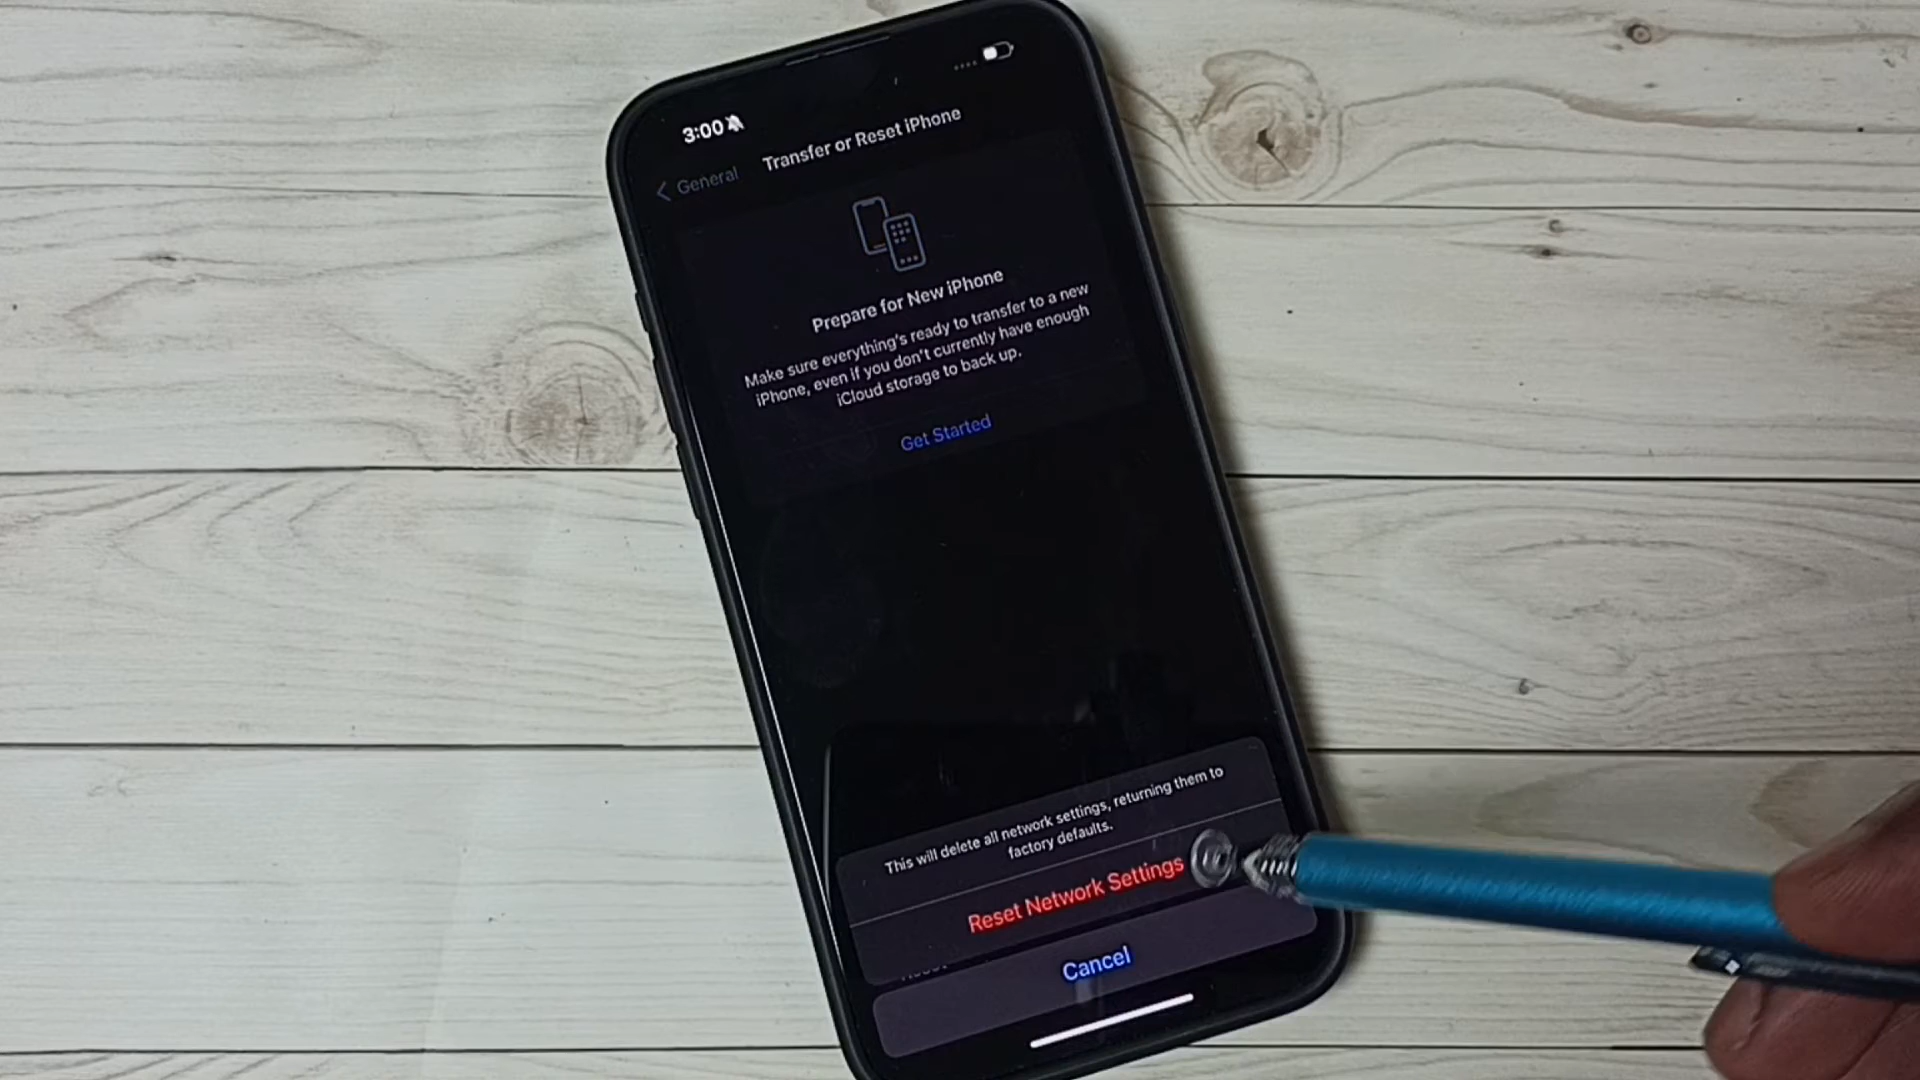 3:00
Transfer or Reset iPhone
General
Prepare for New iPhone
Make sure everything's ready to transfer to a new
iPhone, even if you don't currently have enough
iCloud storage to back up.
Get Started
This will delete all network settings, returning them to
factory defaults.
Reset Network Settings
Cancel